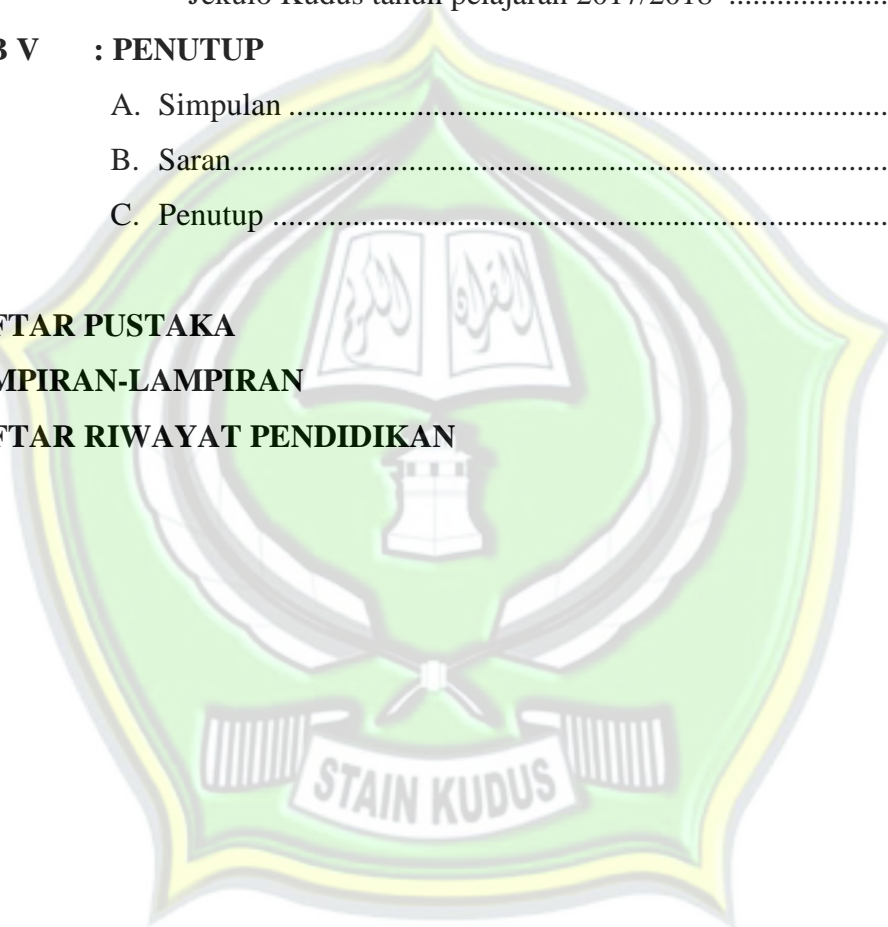 Jekulo Kudus tahun pelajaran 2017/2018 ....................
B V : PENUTUP
A. Simpulan ..........................................................................
B. Saran.................................................................................
C. Penutup ............................................................................
FTAR PUSTAKA
MPIRAN-LAMPIRAN
FTAR RIWAYAT PENDIDIKAN
STAIN KUDUS